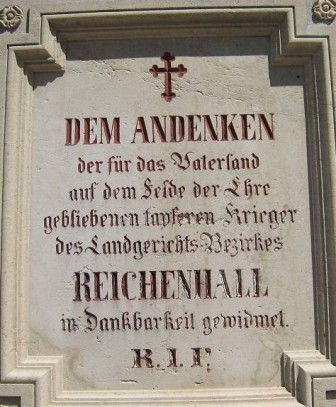 DEM ANDENKEN
der für das Vaterland
auf dem Felde der Ehre
gebliebenen tapferen Krieger
des Landgerichts-Bezirkes
REICHENHALL
in Dankbarkeit gewidmet.
R.I.P.